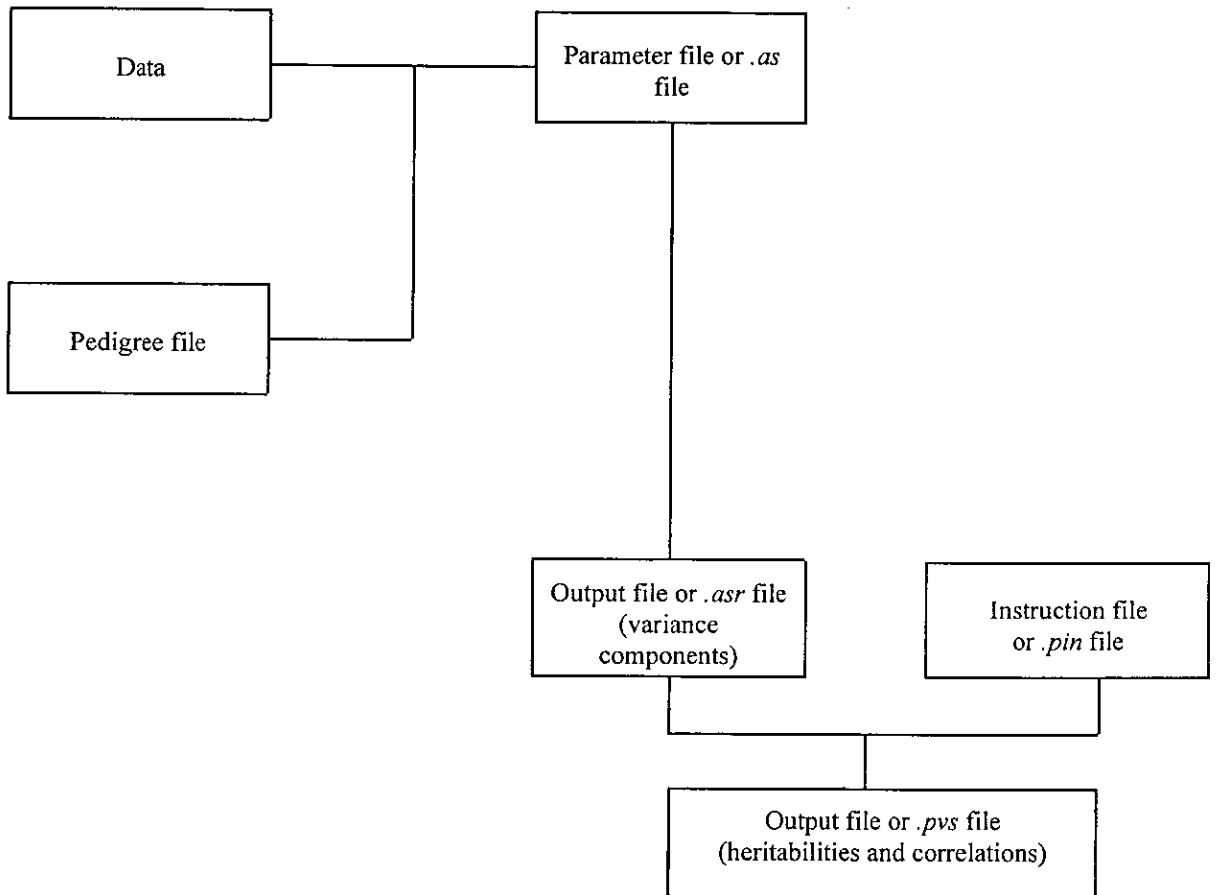 Data
Parameter file or .as
file
Pedigree file
Output file or .asr file
(variance
components)
Instruction file
or .pin file
Output file or .pvs file
(heritabilities and correlations)